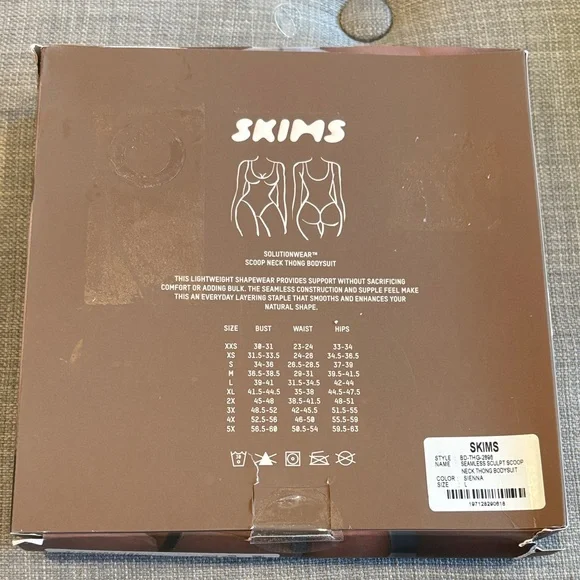 SKIMS
SOLUTIONWEAR™
SCOOP NECK THONG BODYSUIT
THIS LIGHTWEIGHT SHAPEWEAR PROVIDES SUPPORT WITHOUT SACRIFICING
COMFORT OR ADDING BULK. THE SEAMLESS CONSTRUCTION AND SUPPLE FEEL MAKE
THIS AN EVERYDAY LAYERING STAPLE THAT SMOOTHS AND ENHANCES YOUR
NATURAL SHAPE.
SIZE BUST WAIST HIPS
XXS 30-31 23-24 33-34
XS 31.5-33.5 24-26 34.5-36.5
S 34-36 26.5-28.5 37-39
M 36.5-38.5 29-31 39.5-41.5
L 39-41 31.5-34.5 42-44
XL 41.5-44.5 35-38 44.5-47.5
2X 45-48 38.5-41.5 48-51
3X 48.5-52 42-45.5 51.5-55
4X 52.5-56 46-50 55.5-59
5X 56.5-60 50.5-54 59.5-63
SKIMS
STYLE : BD-THG-2696
NAME : SEAMLESS SCULPT SCOOP
NECK THONG BODYSUIT
COLOR : SIENNA
SIZE : L